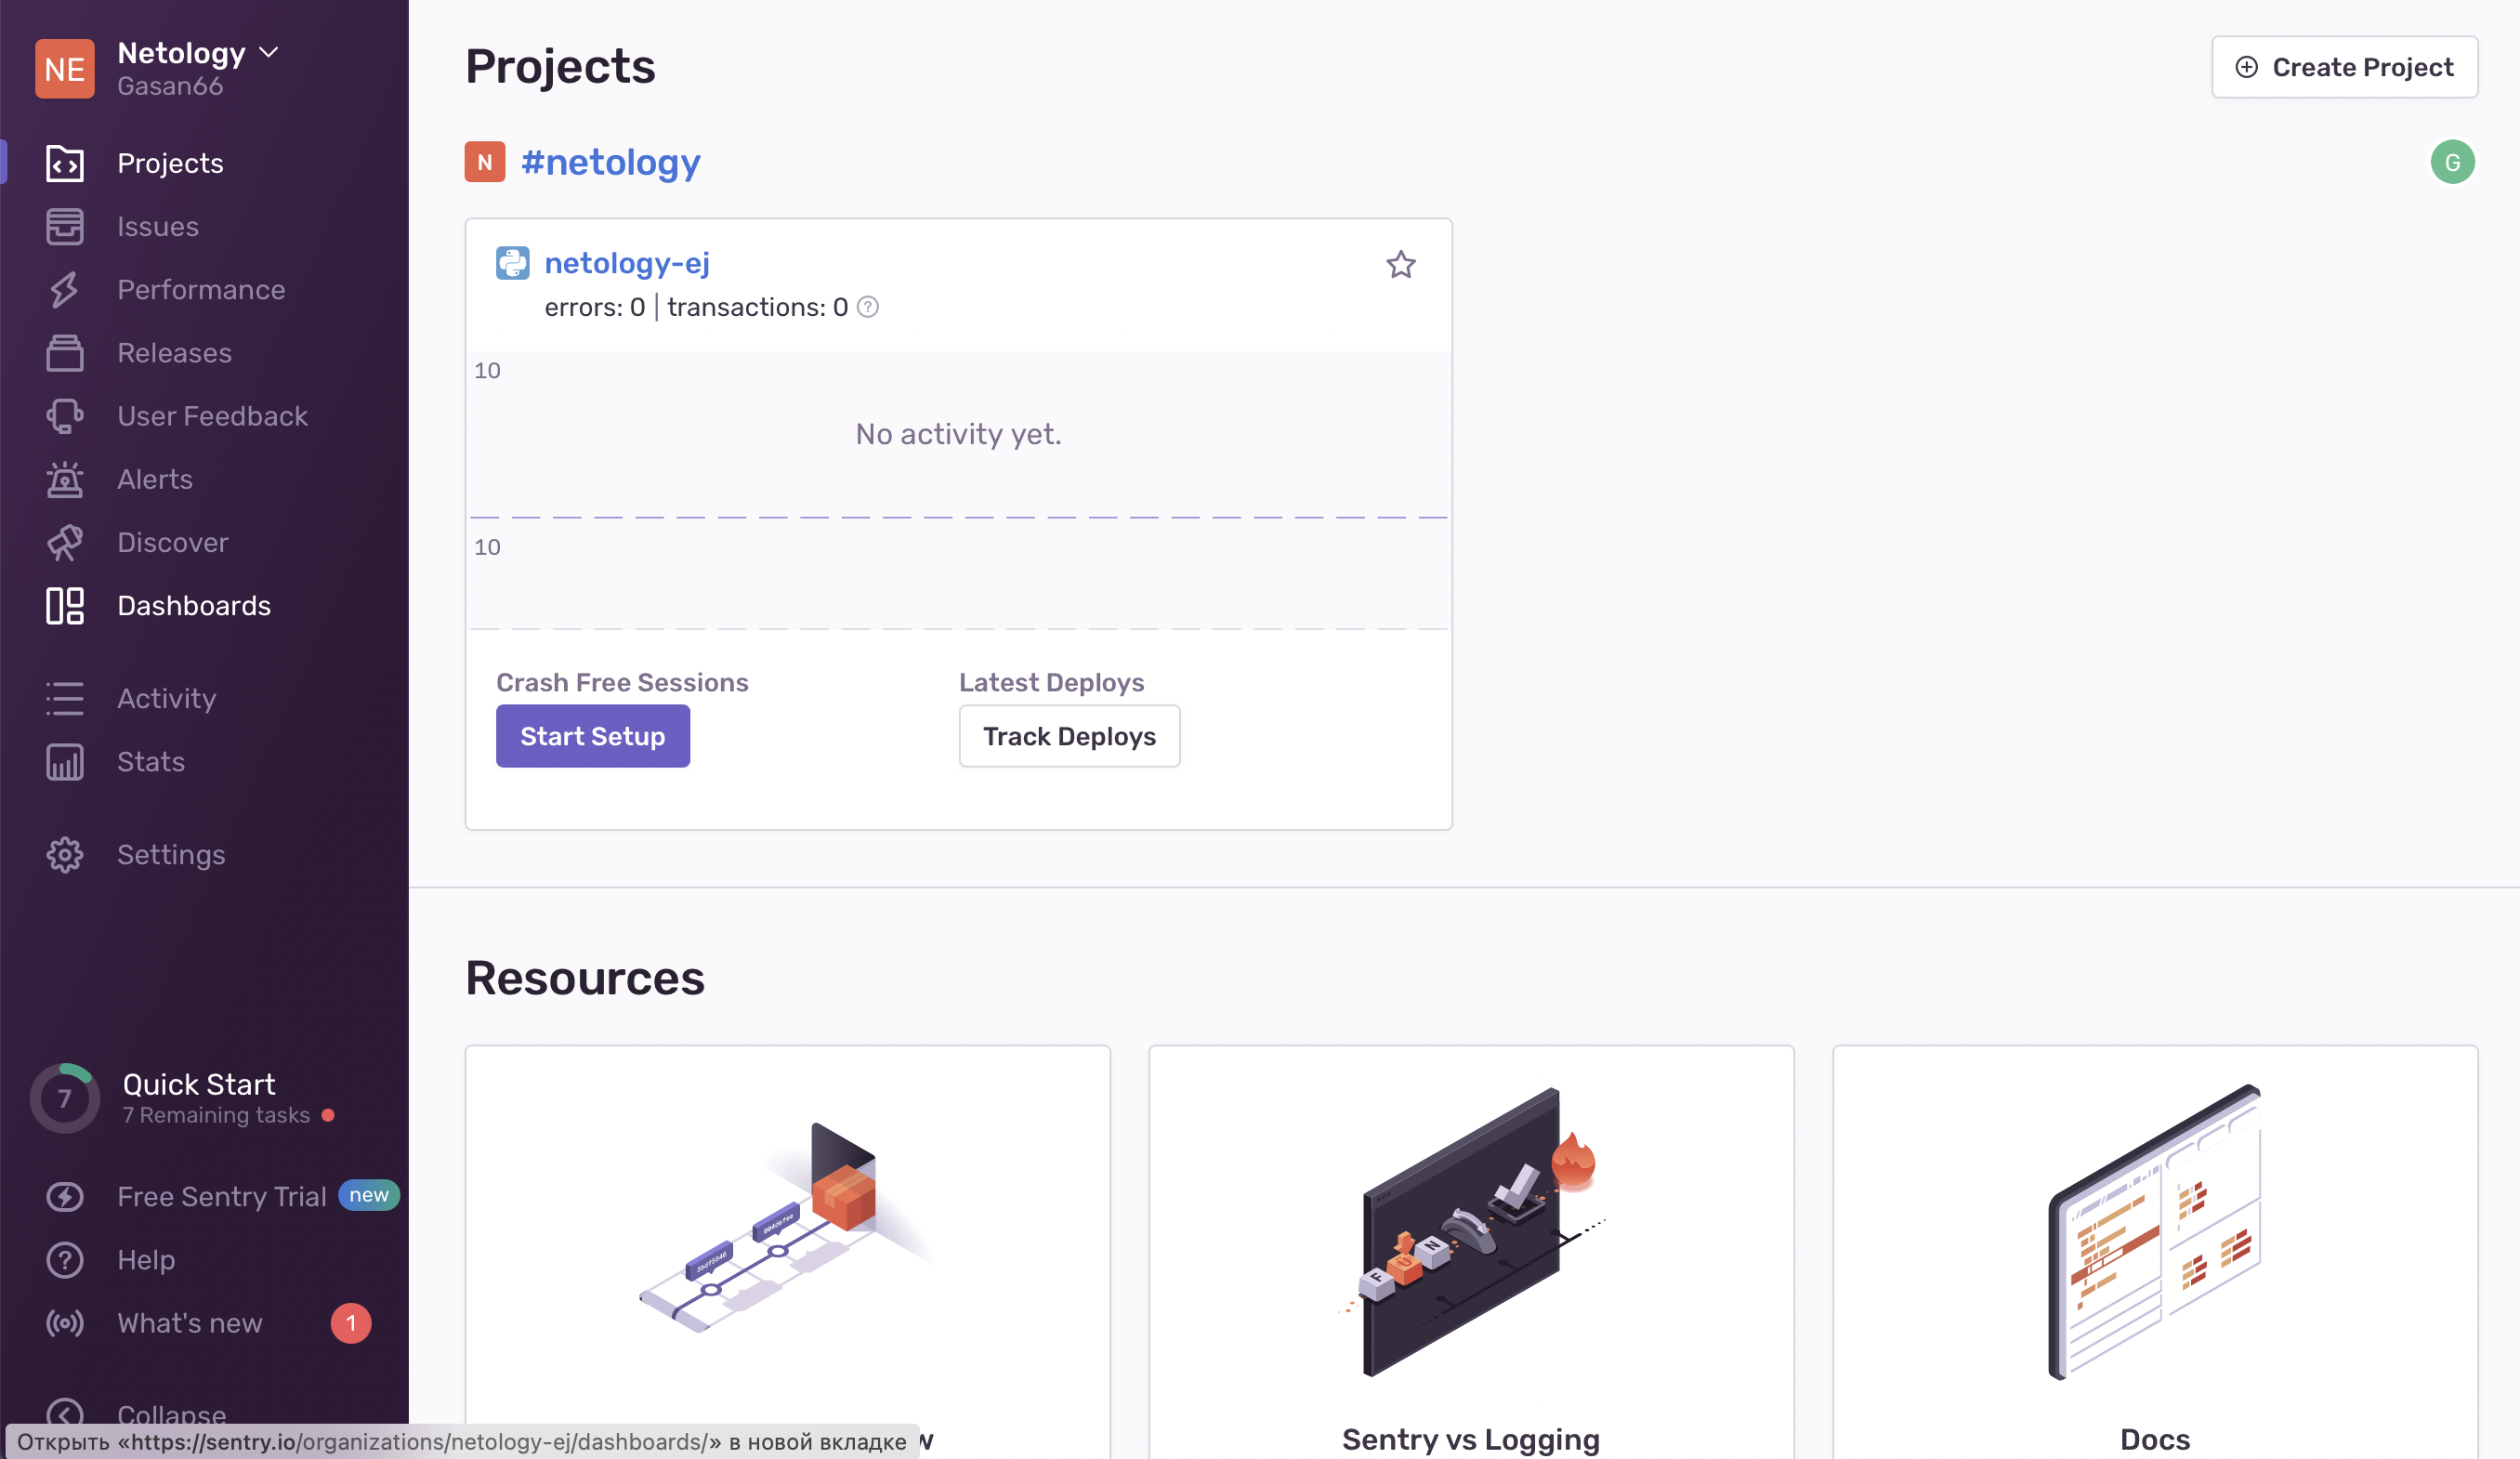 NE
Netology
Gasan66
Projects
Issues
Performance
Releases
User Feedback
Alerts
Discover
Dashboards
Activity
Stats
Settings
7
Quick Start
7 Remaining tasks
Free Sentry Trial new
Help
What's new 1
Collapse
Открыть «https://sentry.io/organizations/netology-ej/dashboards/» в новой вкладке
Projects
Create Project
N #netology
G
netology-ej
errors: 0 | transactions: 0 ?
10
No activity yet.
10
Crash Free Sessions
Latest Deploys
Start Setup
Track Deploys
Resources
F
U
N
Sentry vs Logging
Docs